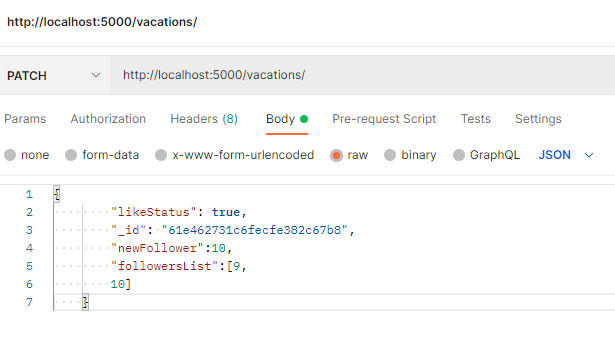 http://localhost:5000/vacations/
PATCH http://localhost:5000/vacations/
Params Authorization Headers (8) Body Pre-request Script Tests Settings
none form-data x-www-form-urlencoded raw binary GraphQL JSON
1 {
2 "likeStatus": true,
3 "_id": "61e462731c6fecfe382c67b8",
4 "newFollower":10,
5 "followersList":[9,
6 10]
7 }